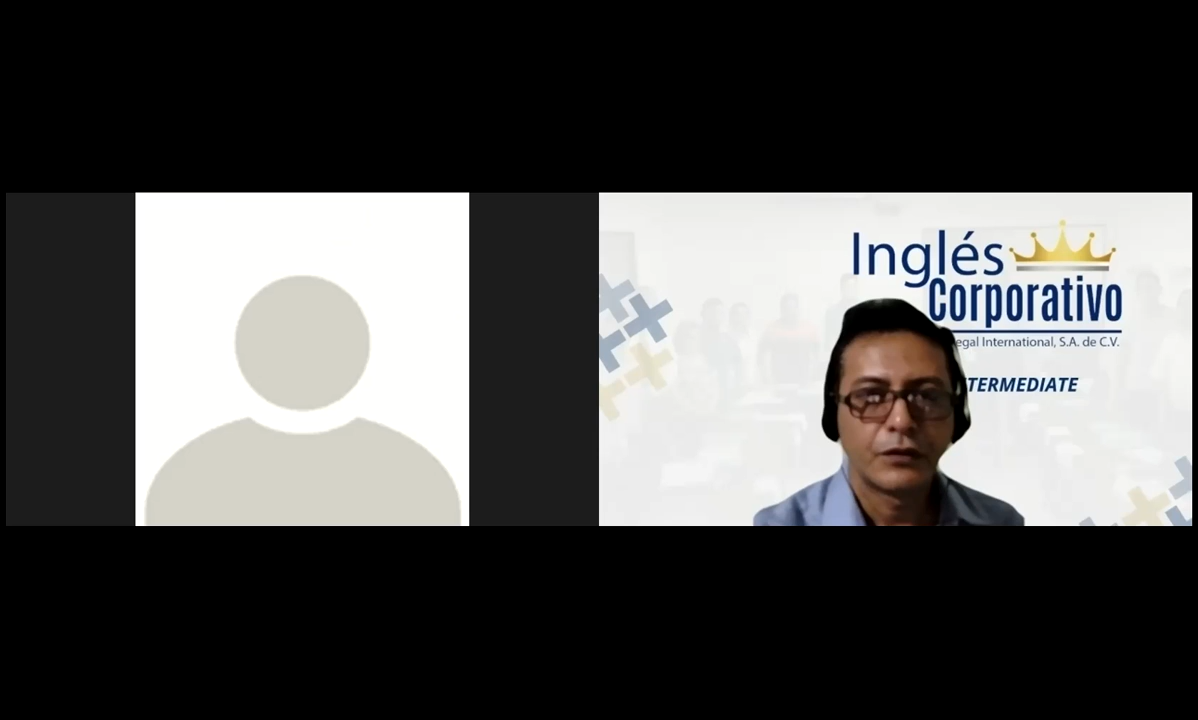 Inglés
Corporativo
egal International, S.A. de C.V.
TERMEDIATE